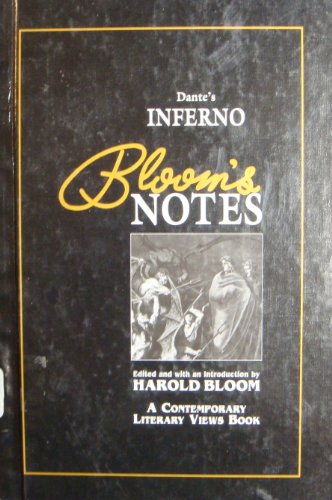 Dante's
INFERNO
Bloom's
NOTES
Edited and with an introduction by
HAROLD BLOOM
A CONTEMPORARY
LITERARY VIEWS BOOK